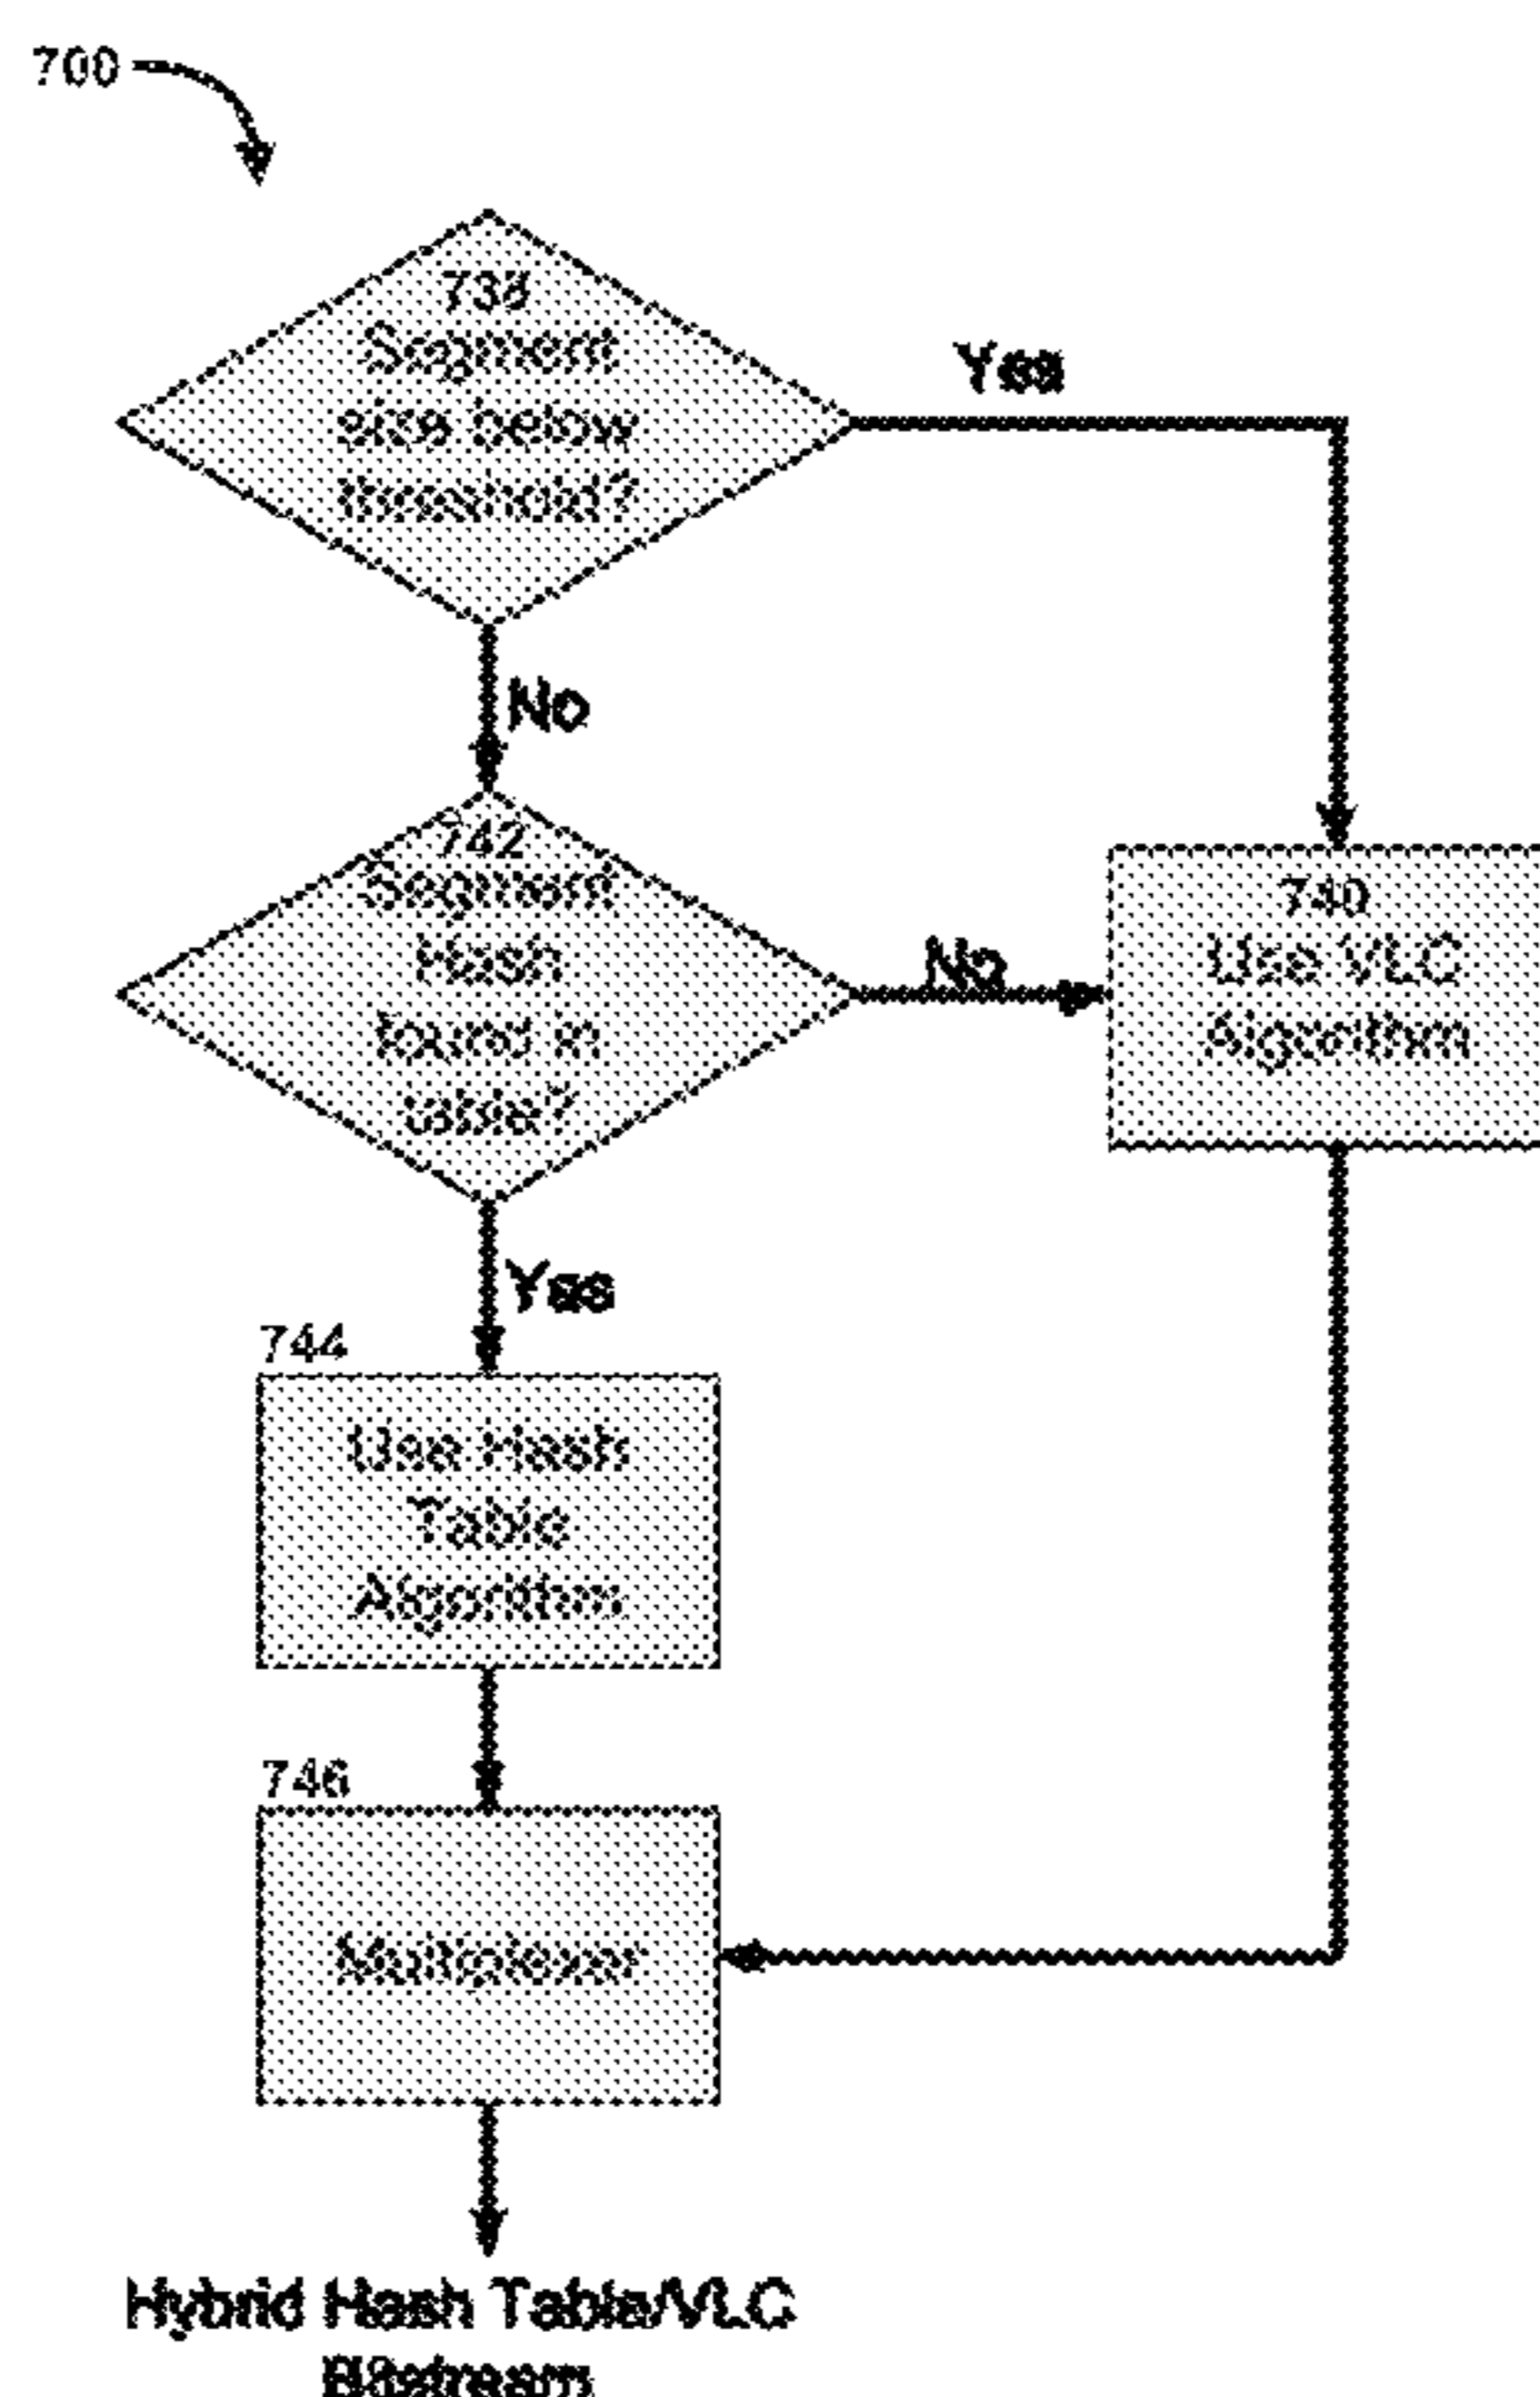 700
Segment
size below
threshold?
Yes
No
742
Segment
Hash
found in
table?
No
740
Use VLC
Algorithm
Yes
744
Use Hash
Table
Algorithm
746
Multiplexer
Hybrid Hash Table/VLC
Bitstream